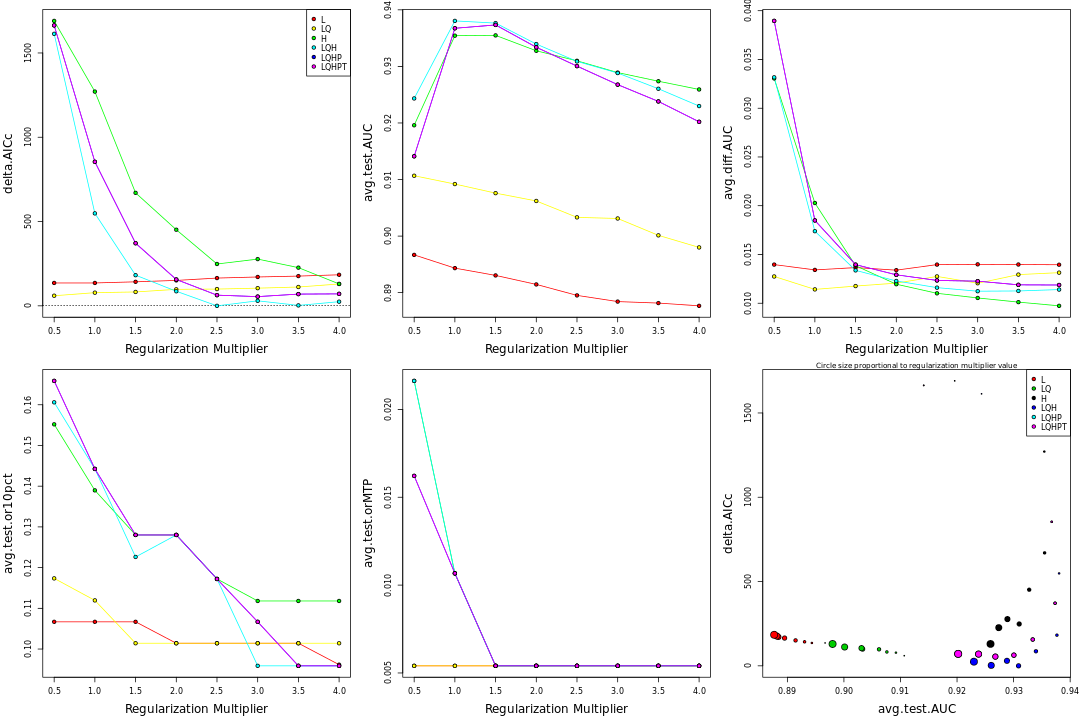 L
LQ
H
LQH
LQHP
LQHPT
delta.AICc
0
500
1000
1500
0.5 1.0 1.5 2.0 2.5 3.0 3.5 4.0
Regularization Multiplier
avg.test.AUC
0.89
0.90
0.91
0.92
0.93
0.94
0.5 1.0 1.5 2.0 2.5 3.0 3.5 4.0
Regularization Multiplier
avg.diff.AUC
0.010
0.015
0.020
0.025
0.030
0.035
0.040
0.5 1.0 1.5 2.0 2.5 3.0 3.5 4.0
Regularization Multiplier
avg.test.or10pct
0.10
0.11
0.12
0.13
0.14
0.15
0.16
0.5 1.0 1.5 2.0 2.5 3.0 3.5 4.0
Regularization Multiplier
avg.test.orMTP
0.005
0.010
0.015
0.020
0.5 1.0 1.5 2.0 2.5 3.0 3.5 4.0
Regularization Multiplier
Circle size proportional to regularization multiplier value
L
LQ
H
LQH
LQHP
LQHPT
delta.AICc
0
500
1000
1500
0.89 0.90 0.91 0.92 0.93 0.94
avg.test.AUC